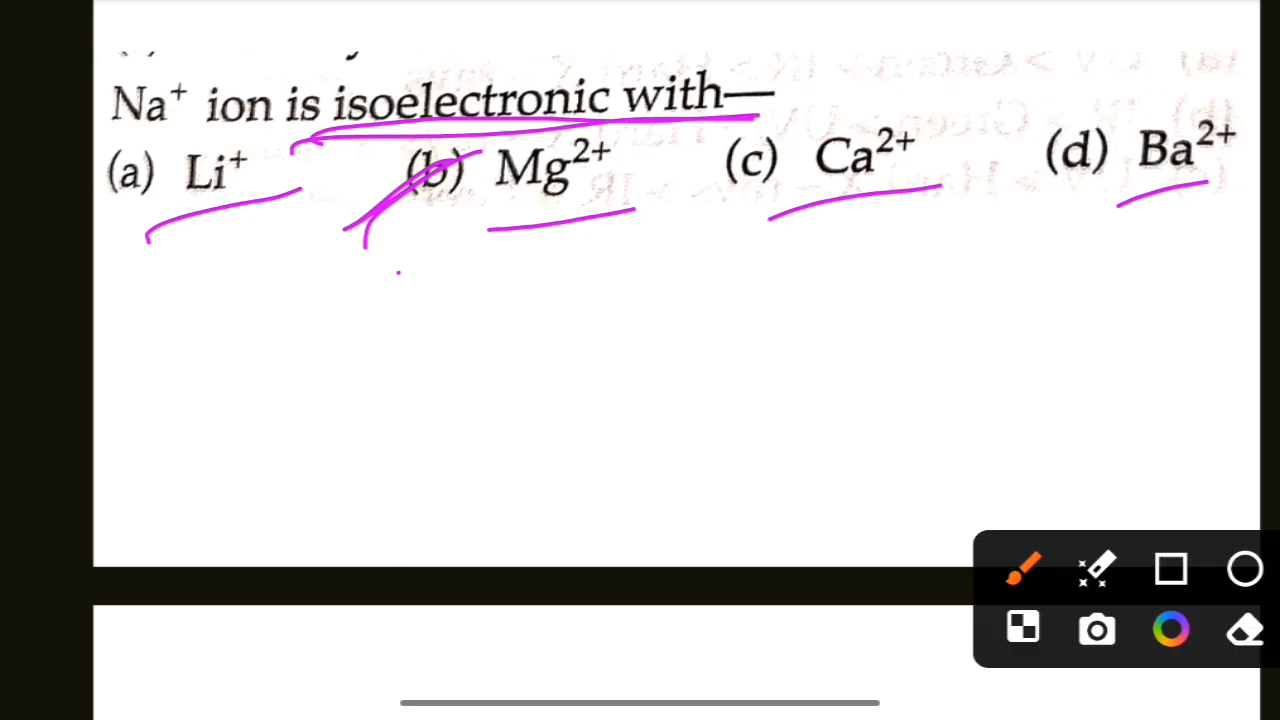 Na⁺ ion is isoelectronic with—
(a) Li⁺ (b) Mg²⁺ (c) Ca²⁺ (d) Ba²⁺